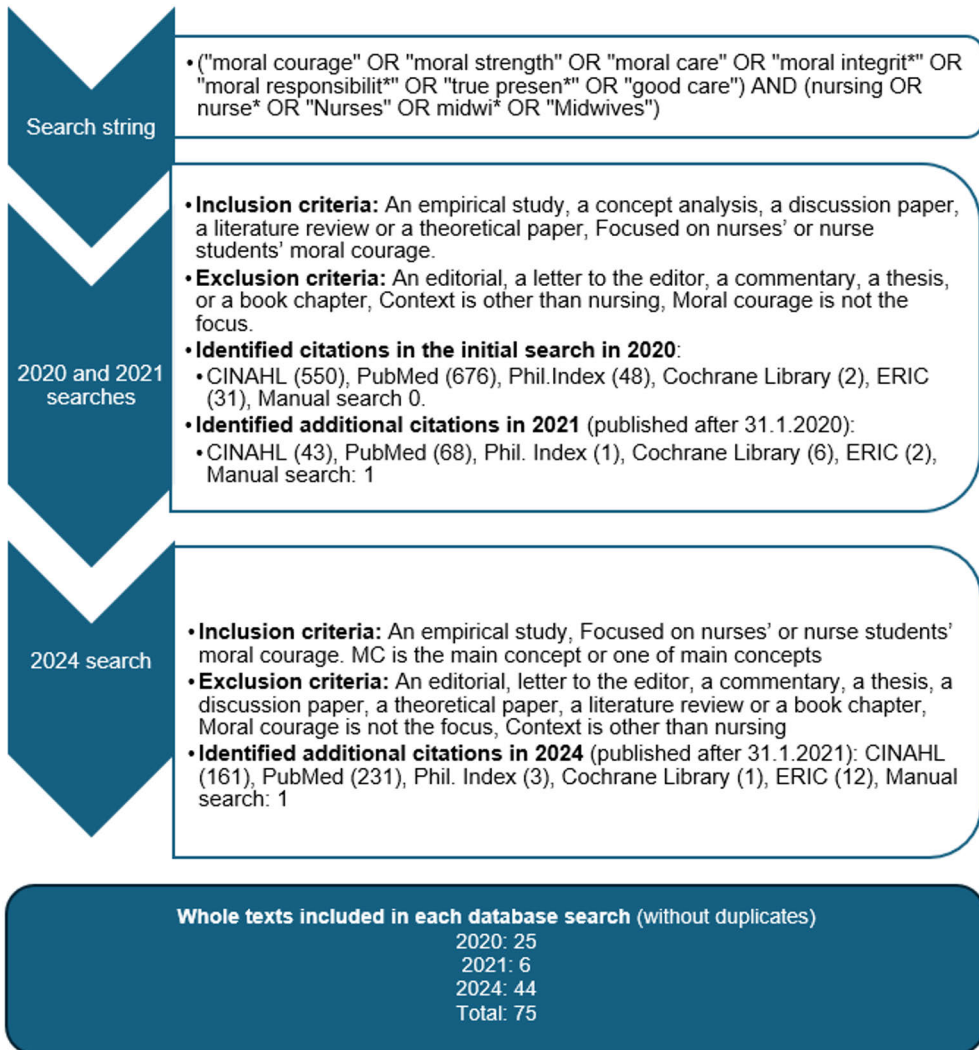 Search string
• ("moral courage" OR "moral strength" OR "moral care" OR "moral integrit*" OR
"moral responsibilit*" OR "true presen*" OR "good care") AND (nursing OR
nurse* OR "Nurses" OR midwi* OR "Midwives")
2020 and 2021
searches
• Inclusion criteria: An empirical study, a concept analysis, a discussion paper,
a literature review or a theoretical paper, Focused on nurses’ or nurse
students’ moral courage.
• Exclusion criteria: An editorial, a letter to the editor, a commentary, a thesis,
or a book chapter, Context is other than nursing, Moral courage is not the
focus.
• Identified citations in the initial search in 2020:
• CINAHL (550), PubMed (676), Phil.Index (48), Cochrane Library (2), ERIC
(31), Manual search 0.
• Identified additional citations in 2021 (published after 31.1.2020):
• CINAHL (43), PubMed (68), Phil. Index (1), Cochrane Library (6), ERIC (2),
Manual search: 1
2024 search
• Inclusion criteria: An empirical study, Focused on nurses’ or nurse students’
moral courage. MC is the main concept or one of main concepts
• Exclusion criteria: An editorial, letter to the editor, a commentary, a thesis, a
discussion paper, a theoretical paper, a literature review or a book chapter,
Moral courage is not the focus, Context is other than nursing
• Identified additional citations in 2024 (published after 31.1.2021): CINAHL
(161), PubMed (231), Phil. Index (3), Cochrane Library (1), ERIC (12), Manual
search: 1
Whole texts included in each database search (without duplicates)
2020: 25
2021: 6
2024: 44
Total: 75